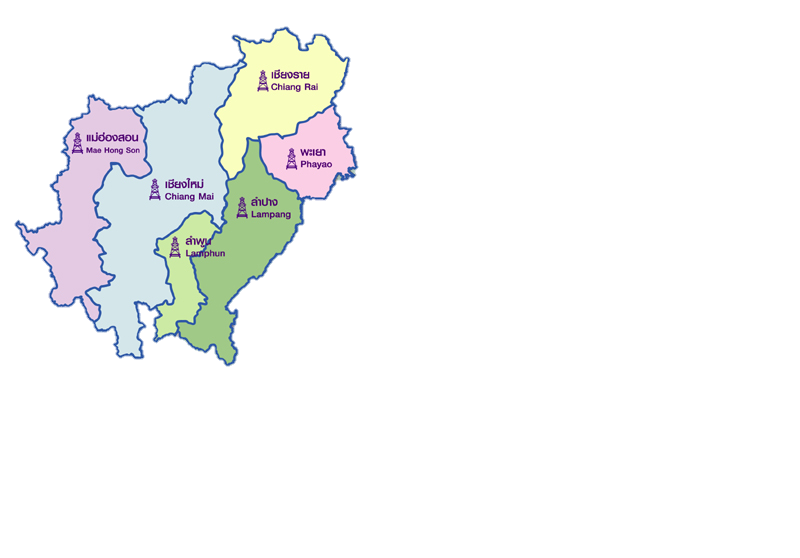 เชียงราย
Chiang Rai
แม่ฮ่องสอน
Mae Hong Son
พะเยา
Phayao
เชียงใหม่
Chiang Mai
ลำปาง
Lampang
ลำพูน
Lamphun